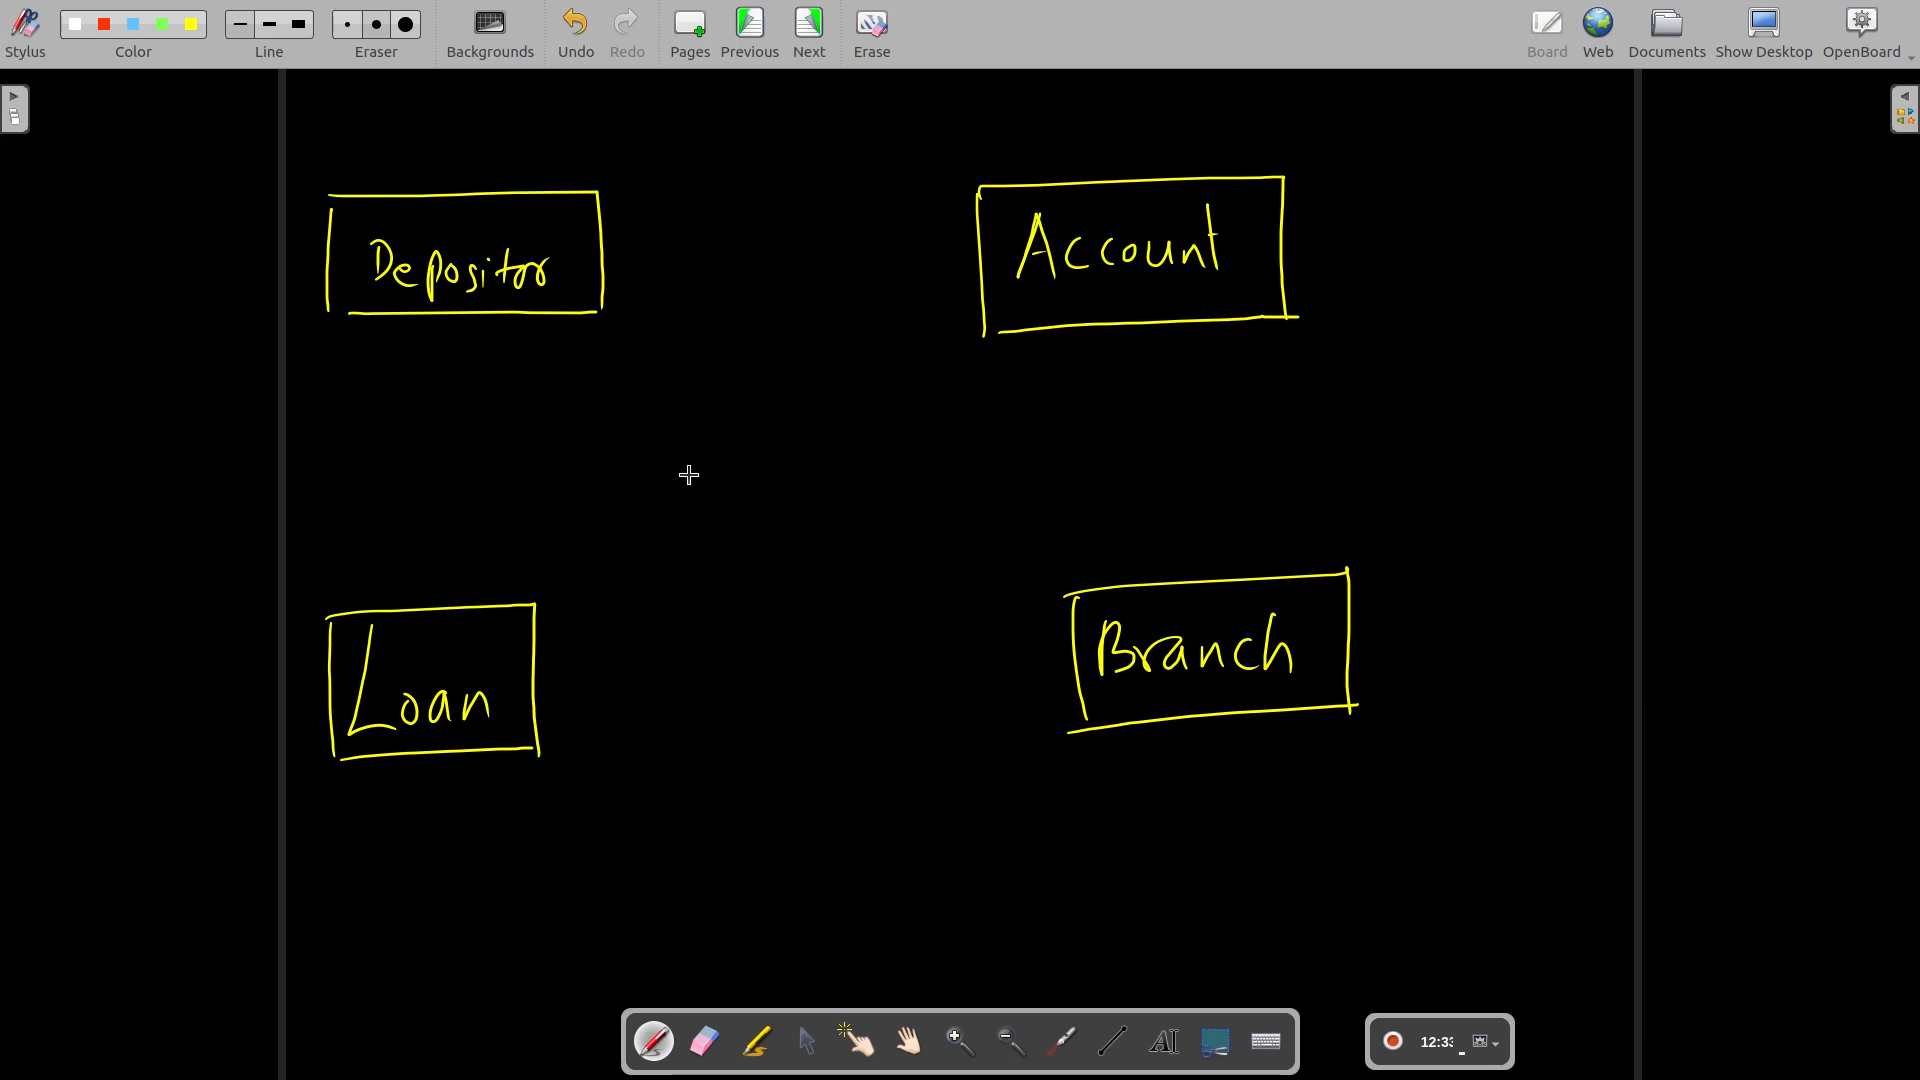 Stylus
Color
Line
Eraser
Backgrounds
Undo
Redo
Pages
Previous
Next
Erase
Board
Web
Documents
Show Desktop
OpenBoard
Depositor
Account
Loan
Branch
AI